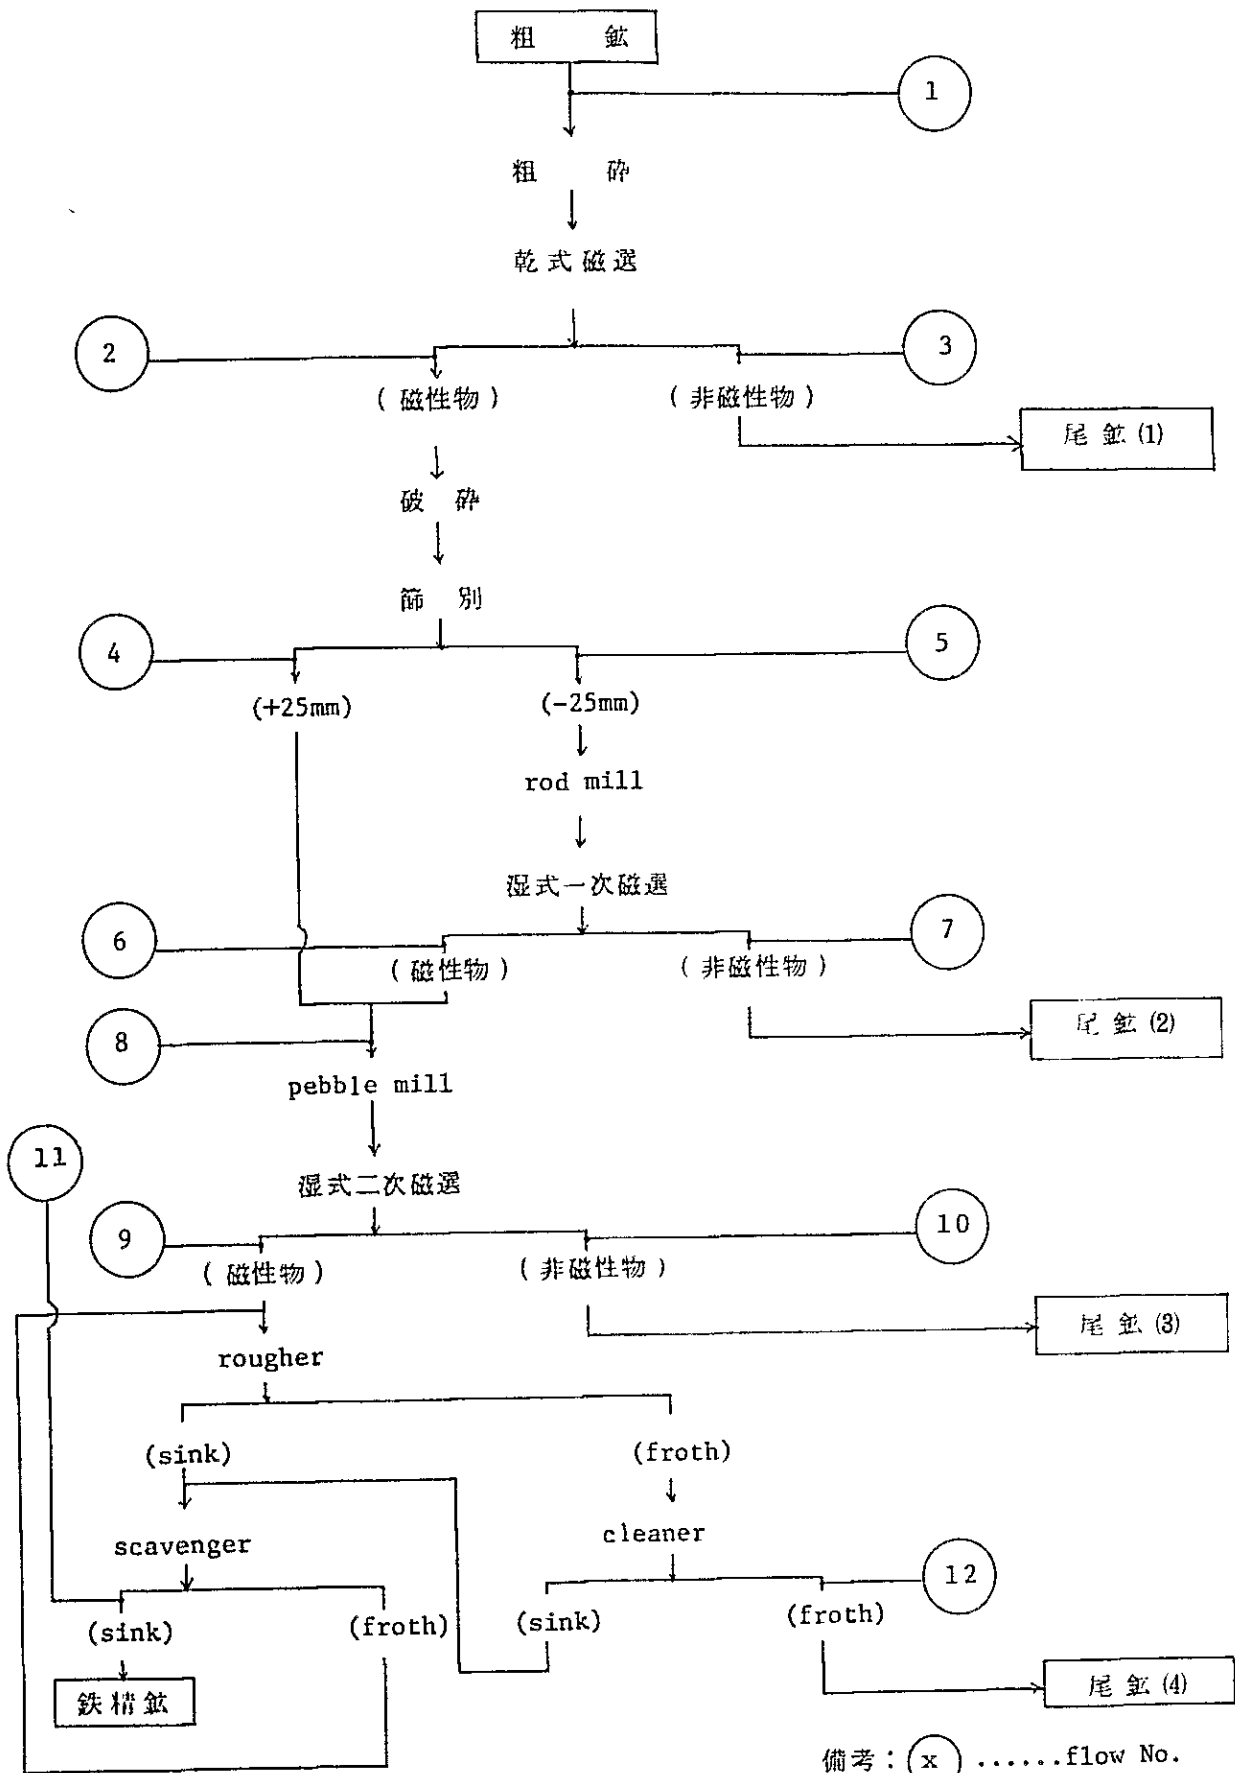 粗 鉱
1
粗 砕
乾式磁選
2
3
(磁性物)
(非磁性物)
尾鉱(1)
破 砕
篩 別
4
5
(+25mm)
(-25mm)
rod mill
湿式一次磁選
6
7
(磁性物)
(非磁性物)
8
尾鉱(2)
pebble mill
11
湿式二次磁選
9
10
(磁性物)
(非磁性物)
尾鉱(3)
rougher
(sink)
(froth)
scavenger
cleaner
12
(sink)
(froth)
(sink)
(froth)
鉄精鉱
尾鉱(4)
備考: x ......flow No.